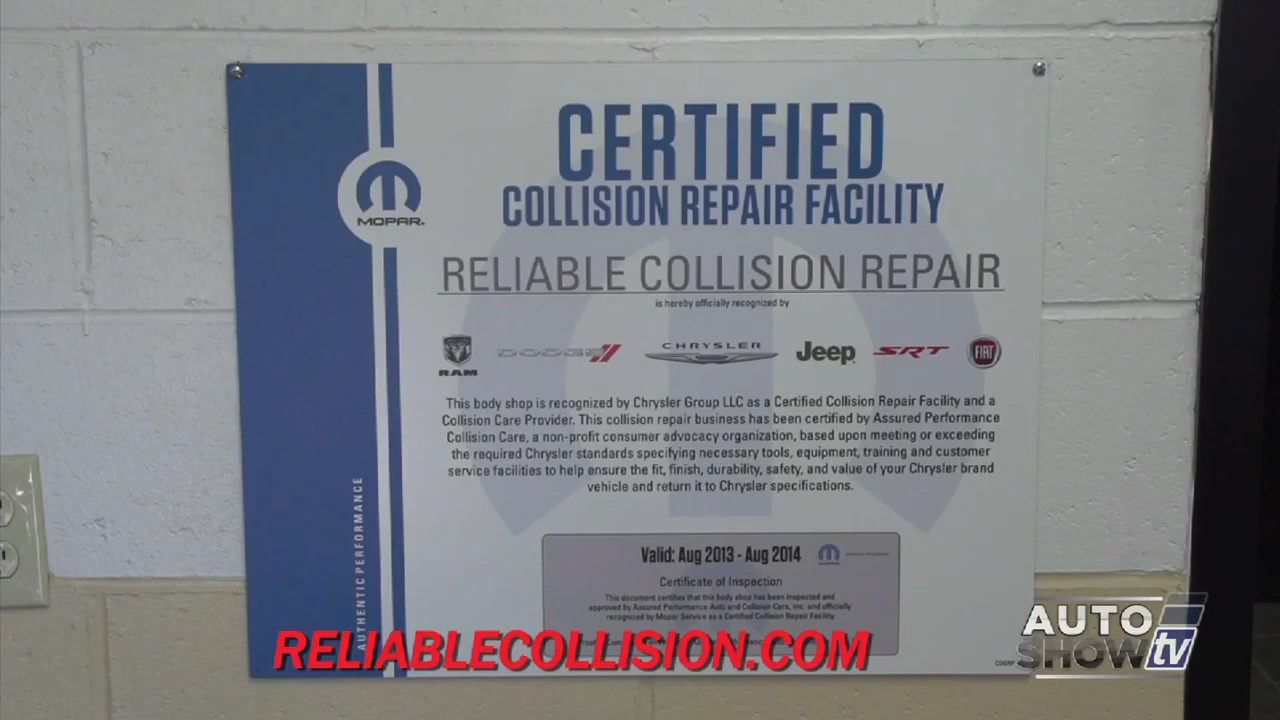 CERTIFIED
COLLISION REPAIR FACILITY
MOPAR
RELIABLE COLLISION REPAIR
is hereby officially recognized by
RAM
DODGE
CHRYSLER
Jeep
SRT
FIAT
This body shop is recognized by Chrysler Group LLC as a Certified Collision Repair Facility and a
Collision Care Provider. This collision repair business has been certified by Assured Performance
Collision Care, a non-profit consumer advocacy organization, based upon meeting or exceeding
the required Chrysler standards specifying necessary tools, equipment, training and customer
service facilities to help ensure the fit, finish, durability, safety, and value of your Chrysler brand
vehicle and return it to Chrysler specifications.
AUTHENTIC PERFORMANCE
Valid: Aug 2013 - Aug 2014
Certificate of Inspection
This document certifies that this body shop has been inspected and
approved by Assured Performance Auto and Collision Care, Inc. and officially
recognized by Mopar Service as a Certified Collision Repair Facility.
RELIABLECOLLISION.COM
AUTO
SHOW tv